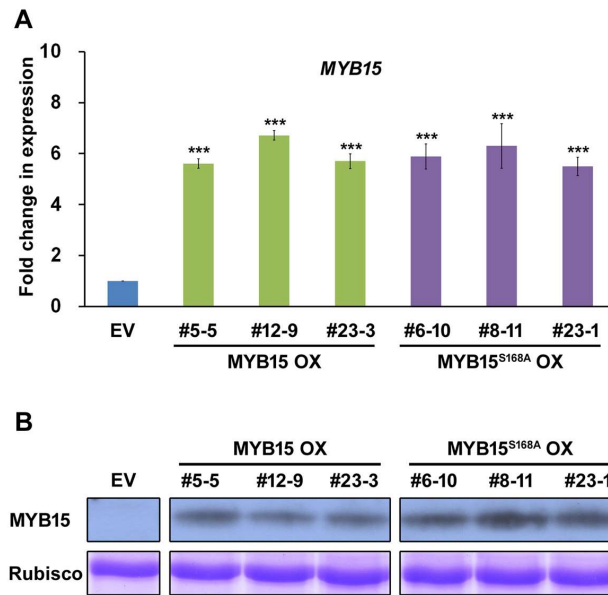 A
10
8
6
4
2
0
Fold change in expression
MYB15
*** *** *** *** *** ***
EV #5-5 #12-9 #23-3 #6-10 #8-11 #23-1
MYB15 OX MYB15S168A OX
B
MYB15 OX MYB15S168A OX
EV #5-5 #12-9 #23-3 #6-10 #8-11 #23-1
MYB15
Rubisco